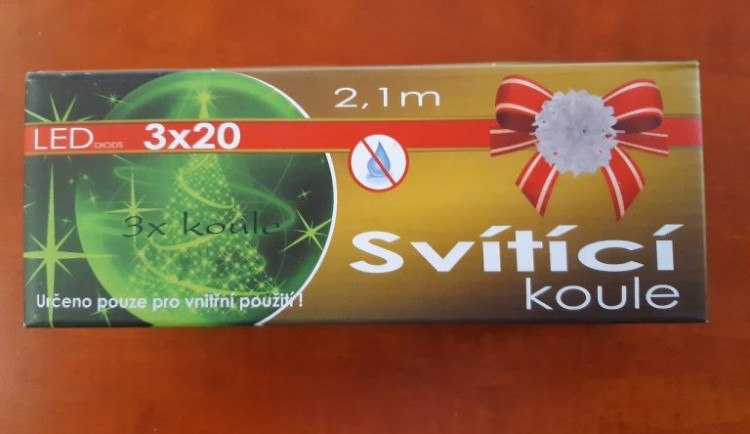 2,1m
LED DIODS 3x20
3x koule
Svítící
koule
Určeno pouze pro vnitřní použití!